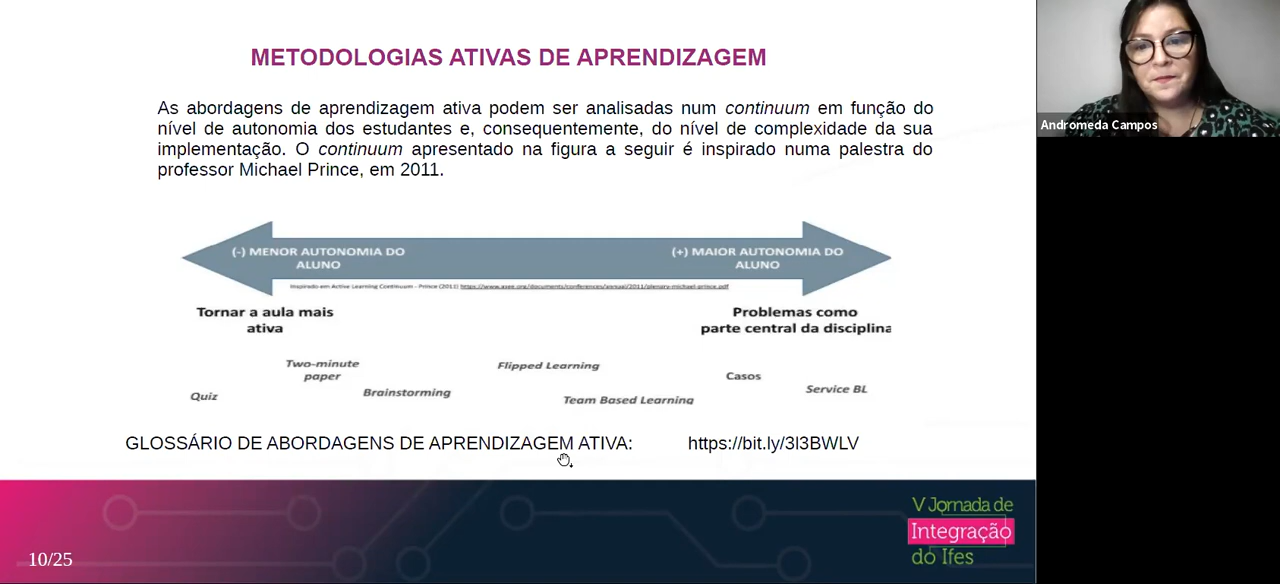 METODOLOGIAS ATIVAS DE APRENDIZAGEM
As abordagens de aprendizagem ativa podem ser analisadas num continuum em função do
nível de autonomia dos estudantes e, consequentemente, do nível de complexidade da sua
implementação. O continuum apresentado na figura a seguir é inspirado numa palestra do
professor Michael Prince, em 2011.
(-) MENOR AUTONOMIA DO
ALUNO
(+) MAIOR AUTONOMIA DO
ALUNO
Inspirado em Active Learning Continuum - Prince (2011) https://www.asee.org/documents/conferences/annual/2011/plenary-michael-prince.pdf
Tornar a aula mais
ativa
Problemas como
parte central da disciplina
Two-minute
paper
Flipped Learning
Casos
Quiz
Brainstorming
Team Based Learning
Service BL
GLOSSÁRIO DE ABORDAGENS DE APRENDIZAGEM ATIVA: https://bit.ly/3l3BWLV
10/25
V Jornada de
Integração
do Ifes
Andromeda Campos